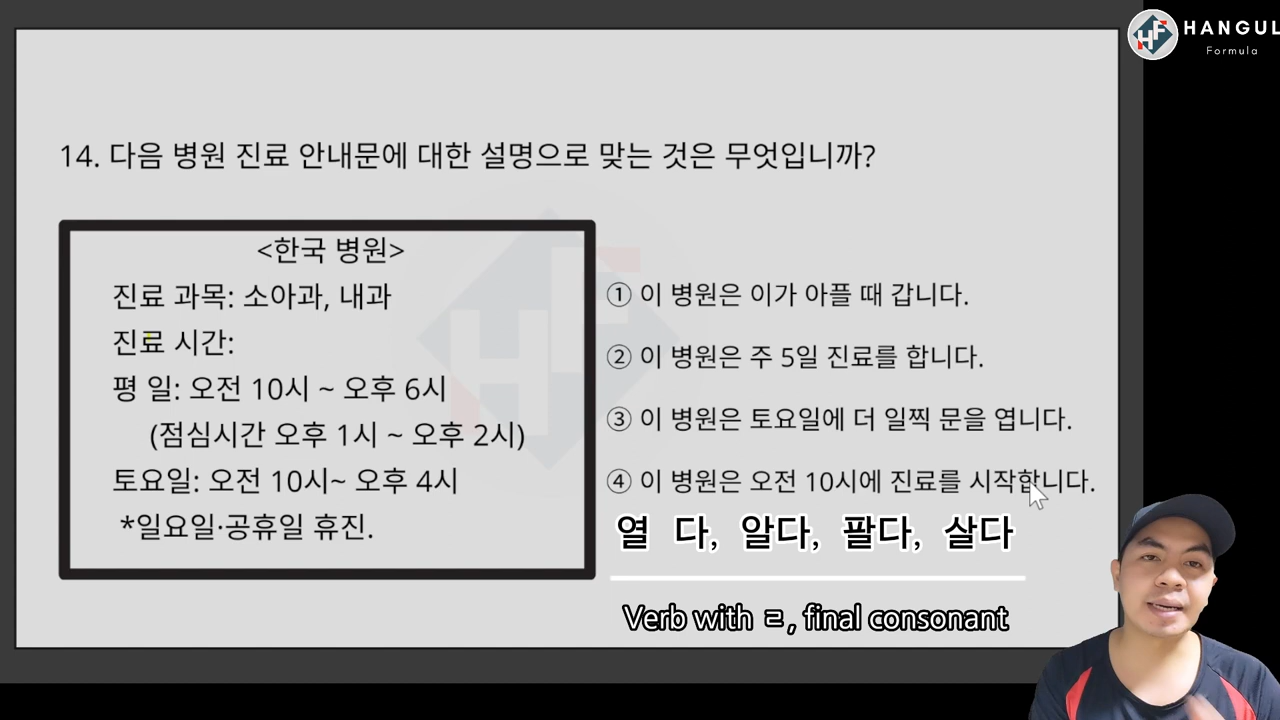 HANGUL
Formula
14. 다음 병원 진료 안내문에 대한 설명으로 맞는 것은 무엇입니까?
<한국 병원>
진료 과목: 소아과, 내과
진료 시간:
평 일: 오전 10시 ~ 오후 6시
(점심시간 오후 1시 ~ 오후 2시)
토요일: 오전 10시~ 오후 4시
*일요일·공휴일 휴진.
① 이 병원은 이가 아플 때 갑니다.
② 이 병원은 주 5일 진료를 합니다.
③ 이 병원은 토요일에 더 일찍 문을 엽니다.
④ 이 병원은 오전 10시에 진료를 시작합니다.
열 다, 알다, 팔다, 살다
Verb with ㄹ, final consonant
HF